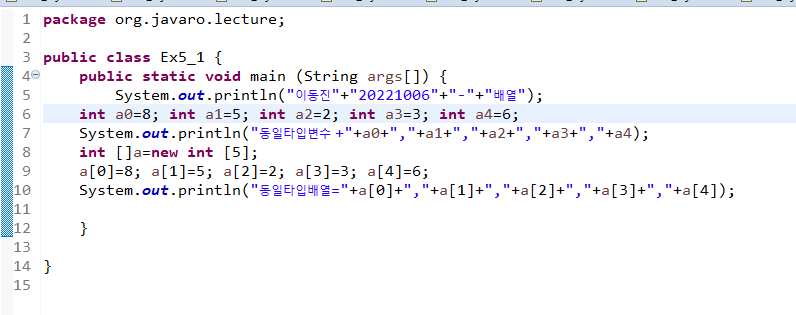 1 package org.javaro.lecture;
2
3 public class Ex5_1 {
4 public static void main (String args[]) {
5 System.out.println("이동진"+"20221006"+"-"+"배열");
6 int a0=8; int a1=5; int a2=2; int a3=3; int a4=6;
7 System.out.println("동일타입변수 +"+a0+","+a1+","+a2+","+a3+","+a4);
8 int []a=new int [5];
9 a[0]=8; a[1]=5; a[2]=2; a[3]=3; a[4]=6;
10 System.out.println("동일타입배열="+a[0]+","+a[1]+","+a[2]+","+a[3]+","+a[4]);
11
12 }
13
14 }
15